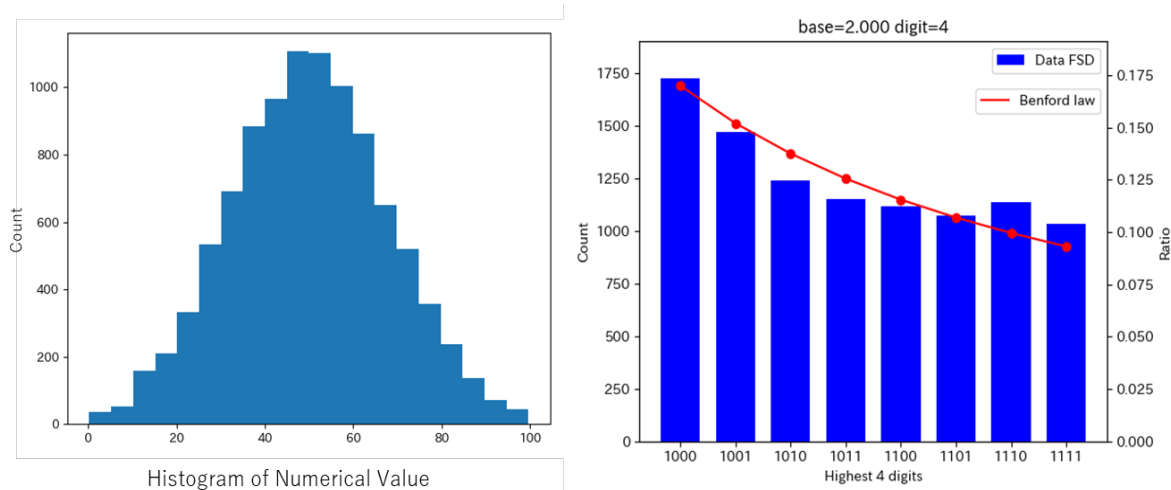 1000
800
600
400
200
0
Count
0 20 40 60 80 100
Histogram of Numerical Value
base=2.000 digit=4
Data FSD
Benford law
1750
1500
1250
1000
750
500
250
0
Count
0.175
0.150
0.125
0.100
0.075
0.050
0.025
0.000
Ratio
1000 1001 1010 1011 1100 1101 1110 1111
Highest 4 digits